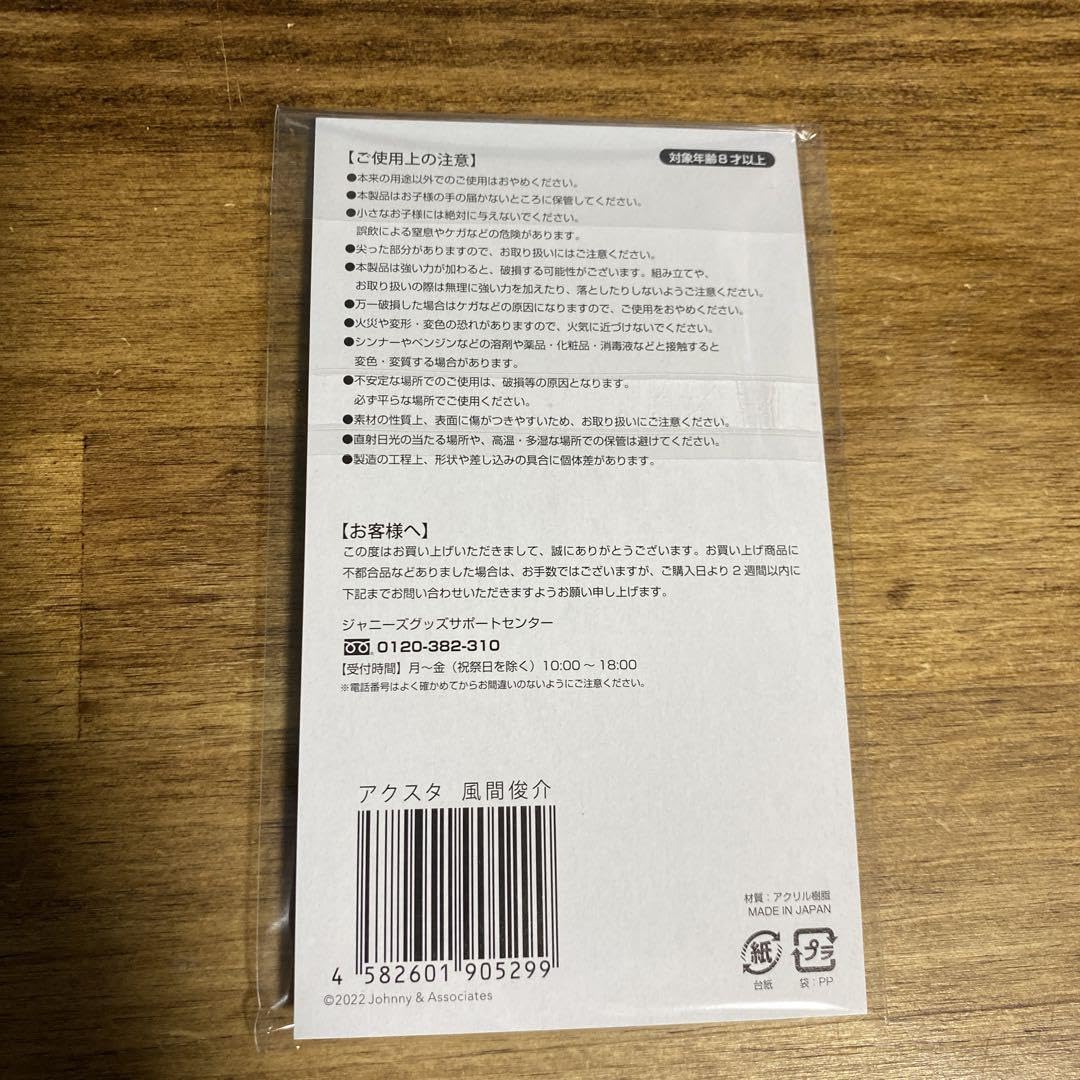 【ご使用上の注意】
対象年齢8才以上
●本来の用途以外でのご使用はおやめください。
●本製品はお子様の手の届かないところに保管してください。
●小さなお子様には絶対に与えないでください。
誤飲による窒息やケガなどの危険があります。
●尖った部分がありますので、お取り扱いにはご注意ください。
●本製品は強い力が加わると、破損する可能性がございます。組み立てや、
お取り扱いの際は無理に強い力を加えたり、落としたりしないようご注意ください。
●万一破損した場合はケガなどの原因になりますので、ご使用をおやめください。
●火災や変形・変色の恐れがありますので、火気に近づけないでください。
●シンナーやベンジンなどの溶剤や薬品・化粧品・消毒液などと接触すると
変色・変質する場合があります。
●不安定な場所でのご使用は、破損等の原因となります。
必ず平らな場所でご使用ください。
●素材の性質上、表面に傷がつきやすいため、お取り扱いにご注意ください。
●直射日光の当たる場所や、高温・多湿な場所での保管は避けてください。
●製造の工程上、形状や差し込みの具合に個体差があります。
【お客様へ】
この度はお買い上げいただきまして、誠にありがとうございます。お買い上げ商品に
不都合品などありました場合は、お手数ではございますが、ご購入日より2週間以内に
下記までお問い合わせいただきますようお願い申し上げます。
ジャニーズグッズサポートセンター
0120-382-310
【受付時間】月〜金（祝祭日を除く）10:00〜18:00
※電話番号はよく確かめてからお間違いのないようにご注意ください。
アクスタ 風間俊介
4 582601 905299
©2022 Johnny & Associates
材質：アクリル樹脂
MADE IN JAPAN
紙 プラ
台紙 袋：PP